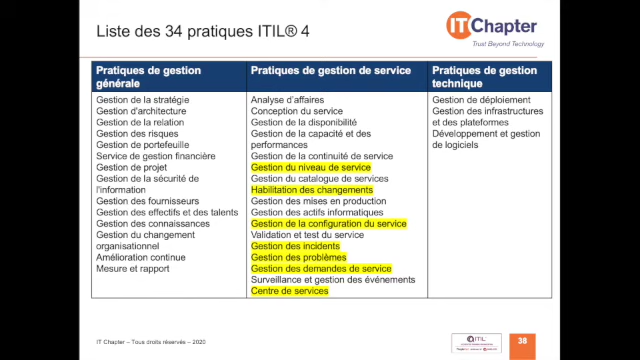 Liste des 34 pratiques ITIL® 4
IT Chapter
Trust Beyond Technology
Pratiques de gestion
générale
Gestion de la stratégie
Gestion d'architecture
Gestion de la relation
Gestion des risques
Gestion de portefeuille
Service de gestion financière
Gestion de projet
Gestion de la sécurité de
l'information
Gestion des fournisseurs
Gestion des effectifs et des talents
Gestion des connaissances
Gestion du changement
organisationnel
Amélioration continue
Mesure et rapport
Pratiques de gestion de service
Analyse d'affaires
Conception du service
Gestion de la disponibilité
Gestion de la capacité et des
performances
Gestion de la continuité de service
Gestion du niveau de service
Gestion du catalogue de services
Habilitation des changements
Gestion des mises en production
Gestion des actifs informatiques
Gestion de la configuration du service
Validation et test du service
Gestion des incidents
Gestion des problèmes
Gestion des demandes de service
Surveillance et gestion des événements
Centre de services
Pratiques de gestion
technique
Gestion de déploiement
Gestion des infrastructures
et des plateformes
Développement et gestion
de logiciels
IT Chapter – Tous droits réservés – 2020
ITIL
38